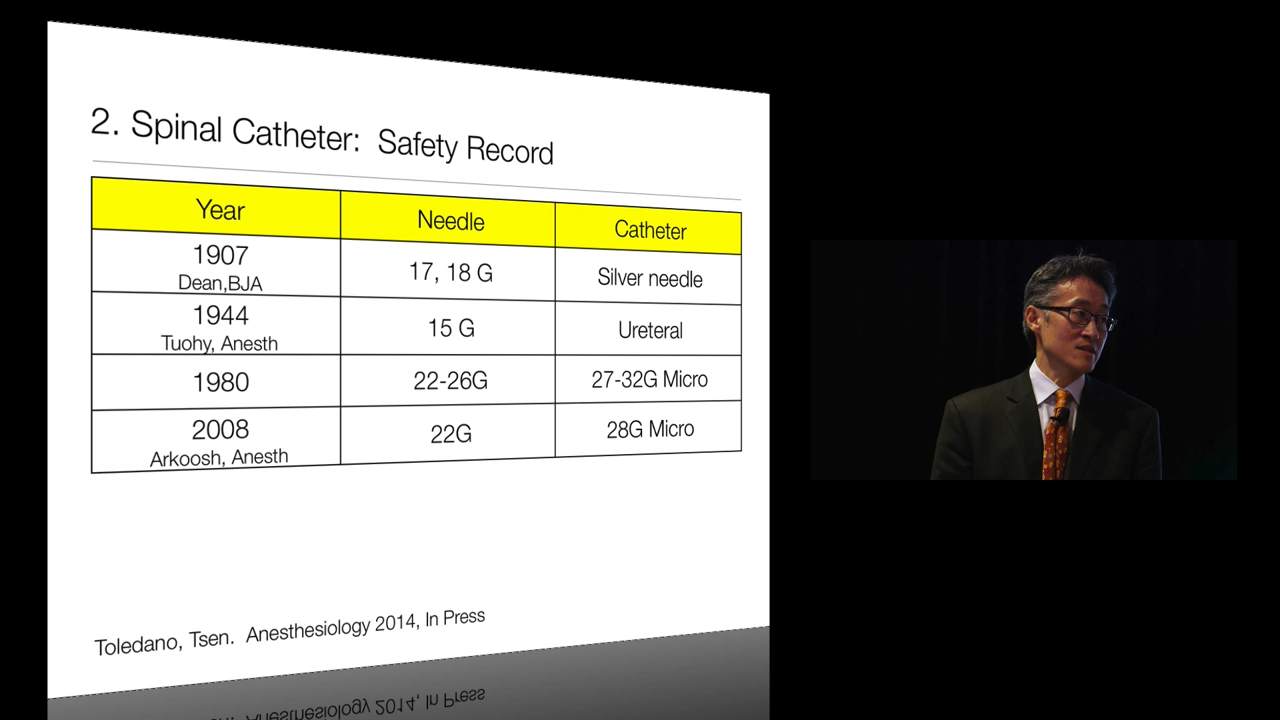 2. Spinal Catheter: Safety Record
Year Needle Catheter
1907 17, 18 G Silver needle
Dean,BJA
1944 15 G Ureteral
Tuohy, Anesth
1980 22-26G 27-32G Micro
2008 22G 28G Micro
Arkoosh, Anesth
Toledano, Tsen. Anesthesiology 2014, In Press